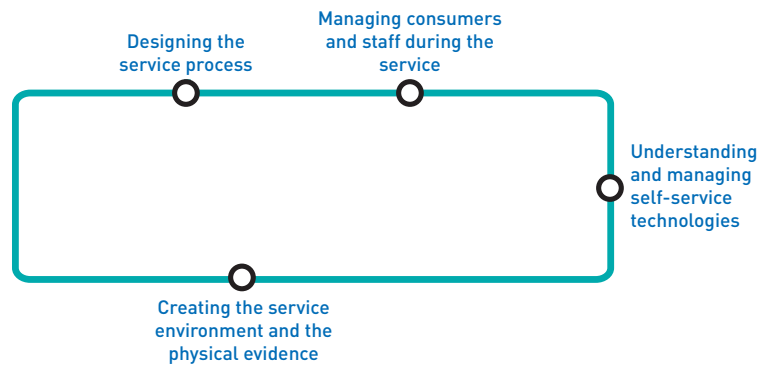 Designing the
service process
Managing consumers
and staff during the
service
Understanding
and managing
self-service
technologies
Creating the service
environment and the
physical evidence